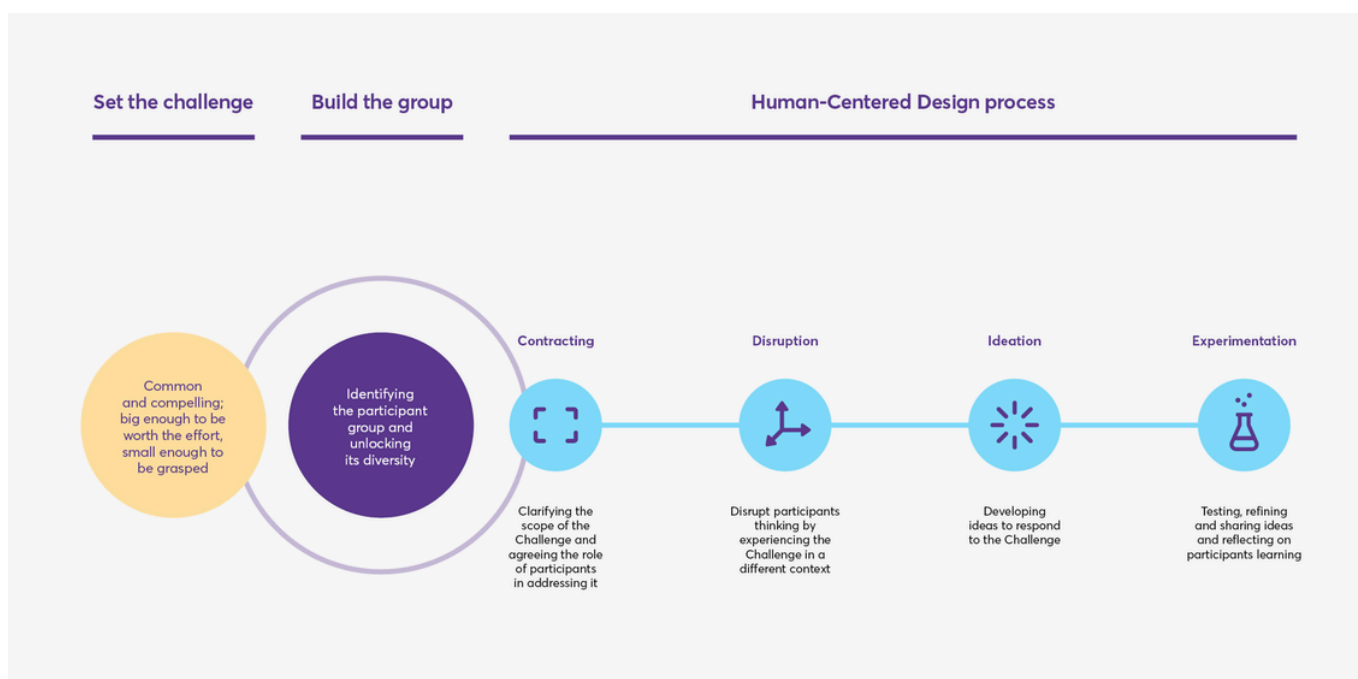 Set the challenge
Build the group
Human-Centered Design process
Common
and compelling;
big enough to be
worth the effort,
small enough to
be grasped
Identifying
the participant
group and
unlocking
its diversity
Contracting
Clarifying the
scope of the
Challenge and
agreeing the role
of participants
in addressing it
Disruption
Disrupt participants
thinking by
experiencing the
Challenge in a
different context
Ideation
Developing
ideas to respond
to the Challenge
Experimentation
Testing, refining
and sharing ideas
and reflecting on
participants learning